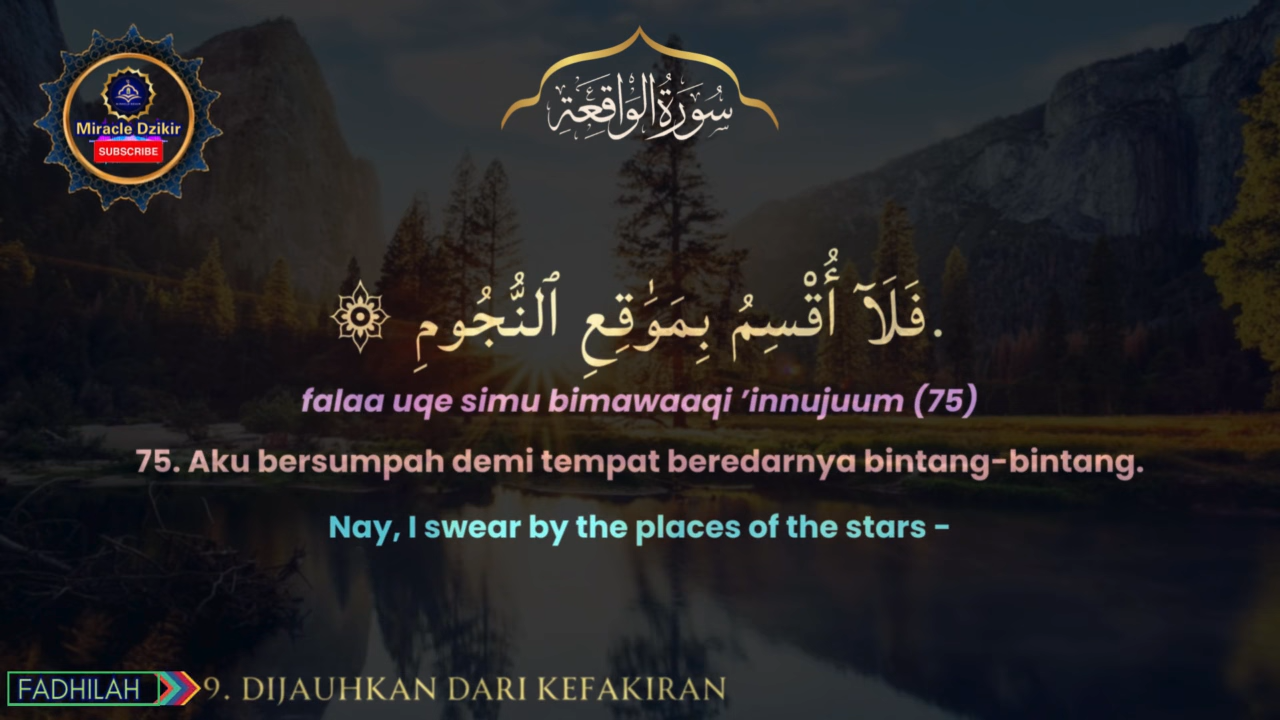 Miracle Dzikir
SUBSCRIBE
سُورَةُ الْوَاقِعَةِ
فَلَآ أُقْسِمُ بِمَوَٰقِعِ ٱلنُّجُومِ.
falaa uqe simu bimawaaqi ’innujuum (75)
75. Aku bersumpah demi tempat beredarnya bintang-bintang.
Nay, I swear by the places of the stars -
FADHILAH
9. DIJAUHKAN DARI KEFAKIRAN